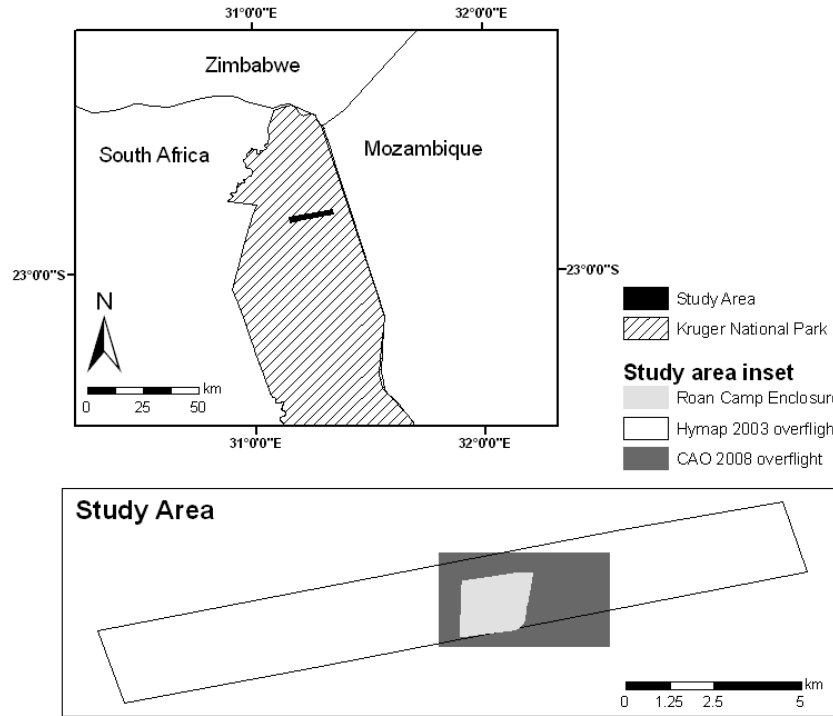 31°0'0"E
32°0'0"E
Zimbabwe
South Africa
Mozambique
23°0'0"S
23°0'0"S
N
km
0 25 50
31°0'0"E
32°0'0"E
Study Area
Kruger National Park
Study area inset
Roan Camp Enclosure
Hymap 2003 overfligh
CAO 2008 overflight
Study Area
km
0 1.25 2.5 5